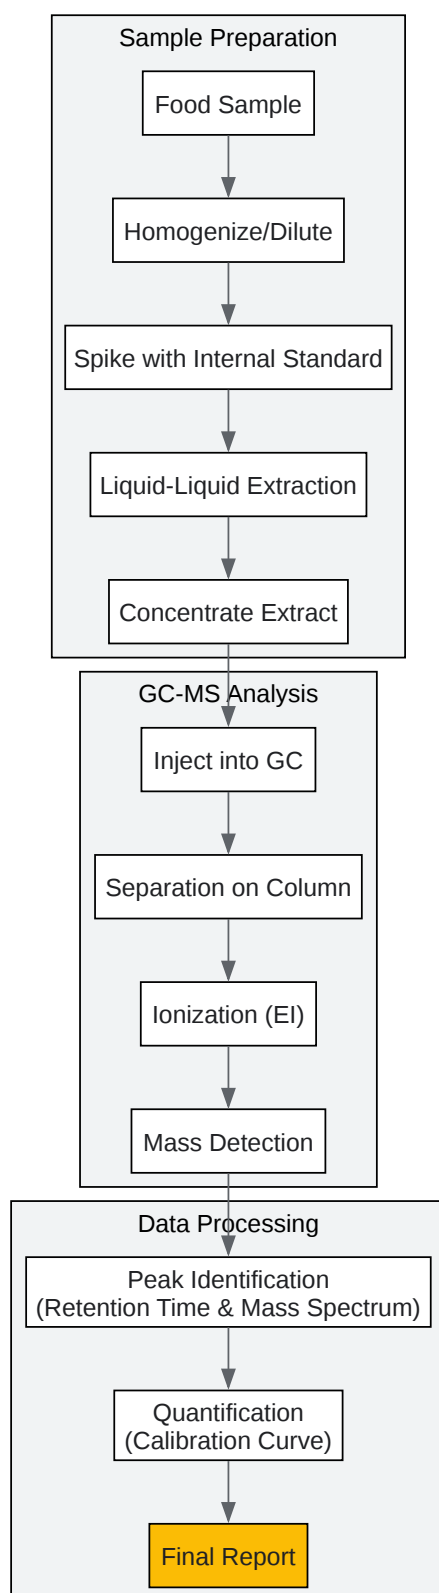 Sample Preparation
Food Sample
Homogenize/Dilute
Spike with Internal Standard
Liquid-Liquid Extraction
Concentrate Extract
GC-MS Analysis
Inject into GC
Separation on Column
Ionization (EI)
Mass Detection
Data Processing
Peak Identification
(Retention Time & Mass Spectrum)
Quantification
(Calibration Curve)
Final Report